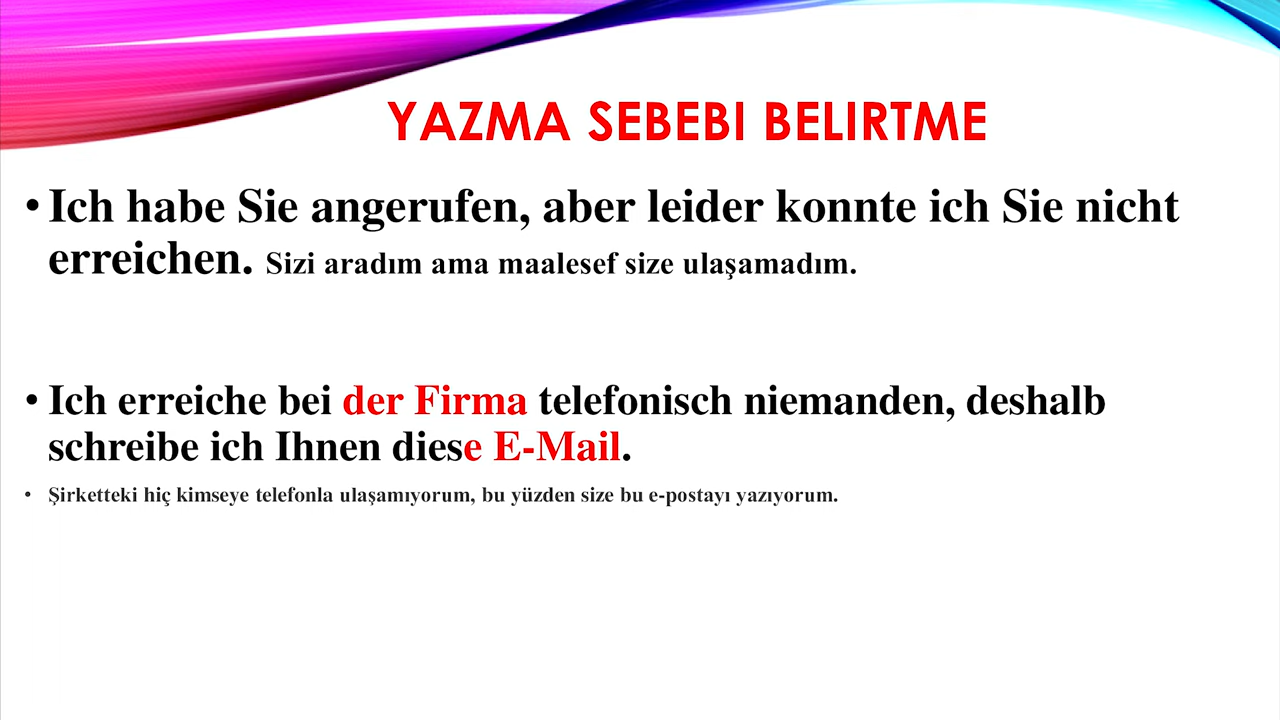 YAZMA SEBEBI BELIRTME
• Ich habe Sie angerufen, aber leider konnte ich Sie nicht
erreichen. Sizi aradım ama maalesef size ulaşamadım.
• Ich erreiche bei der Firma telefonisch niemanden, deshalb
schreibe ich Ihnen diese E-Mail.
• Şirketteki hiç kimseye telefonla ulaşamıyorum, bu yüzden size bu e-postayı yazıyorum.